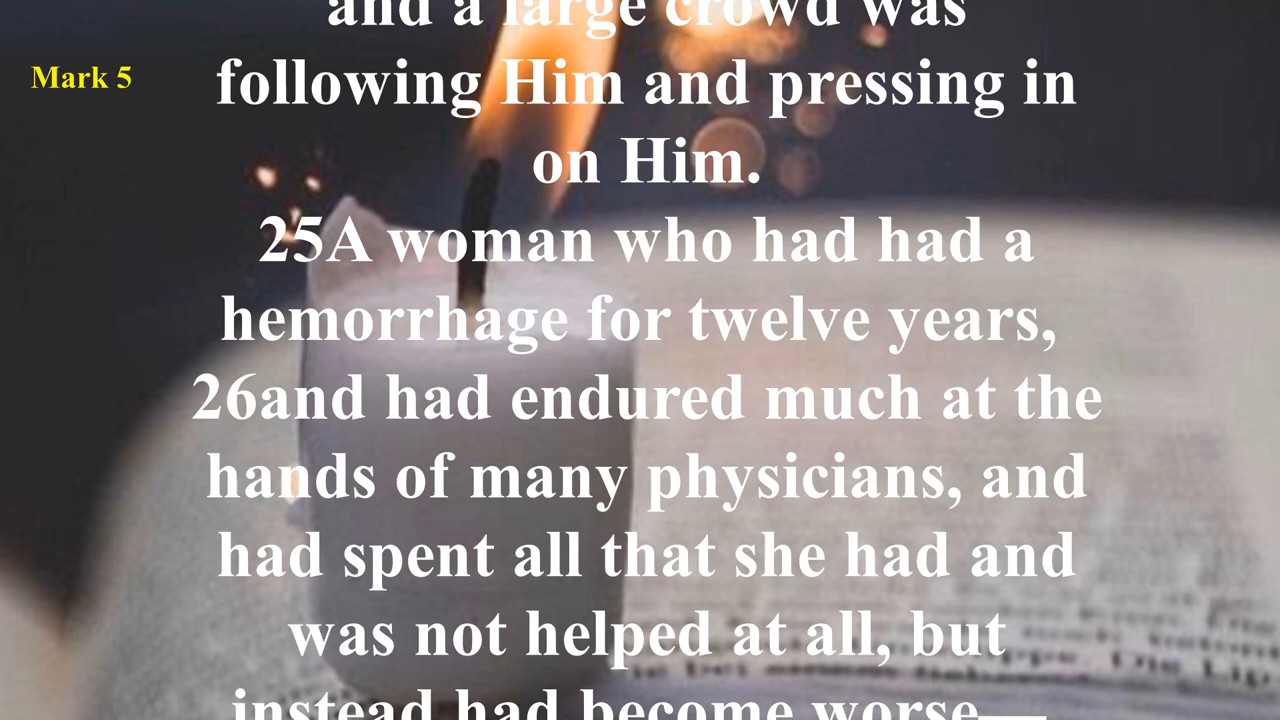 and a large crowd was
Mark 5
following Him and pressing in
on Him.
25A woman who had had a
hemorrhage for twelve years,
26and had endured much at the
hands of many physicians, and
had spent all that she had and
was not helped at all, but
instead had become worse—